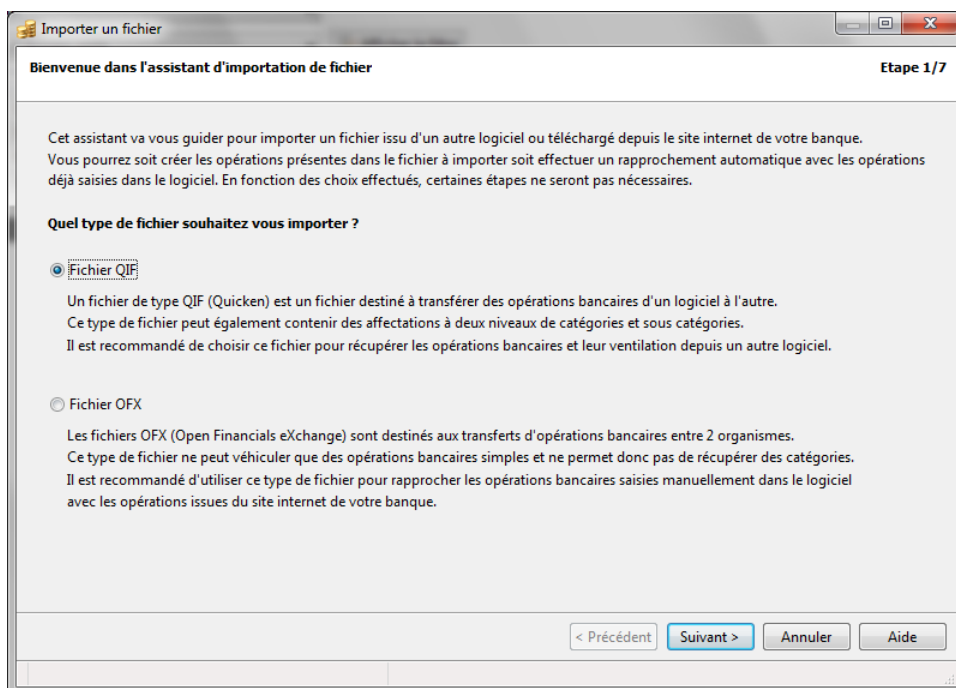 Importer un fichier
Bienvenue dans l'assistant d'importation de fichier
Etape 1/7
Cet assistant va vous guider pour importer un fichier issu d'un autre logiciel ou téléchargé depuis le site internet de votre banque.
Vous pourrez soit créer les opérations présentes dans le fichier à importer soit effectuer un rapprochement automatique avec les opérations
déjà saisies dans le logiciel. En fonction des choix effectués, certaines étapes ne seront pas nécessaires.
Quel type de fichier souhaitez vous importer ?
Fichier QIF
Un fichier de type QIF (Quicken) est un fichier destiné à transférer des opérations bancaires d'un logiciel à l'autre.
Ce type de fichier peut également contenir des affectations à deux niveaux de catégories et sous catégories.
Il est recommandé de choisir ce fichier pour récupérer les opérations bancaires et leur ventilation depuis un autre logiciel.
Fichier OFX
Les fichiers OFX (Open Financials eXchange) sont destinés aux transferts d'opérations bancaires entre 2 organismes.
Ce type de fichier ne peut véhiculer que des opérations bancaires simples et ne permet donc pas de récupérer des catégories.
Il est recommandé d'utiliser ce type de fichier pour rapprocher les opérations bancaires saisies manuellement dans le logiciel
avec les opérations issues du site internet de votre banque.
< Précédent
Suivant >
Annuler
Aide